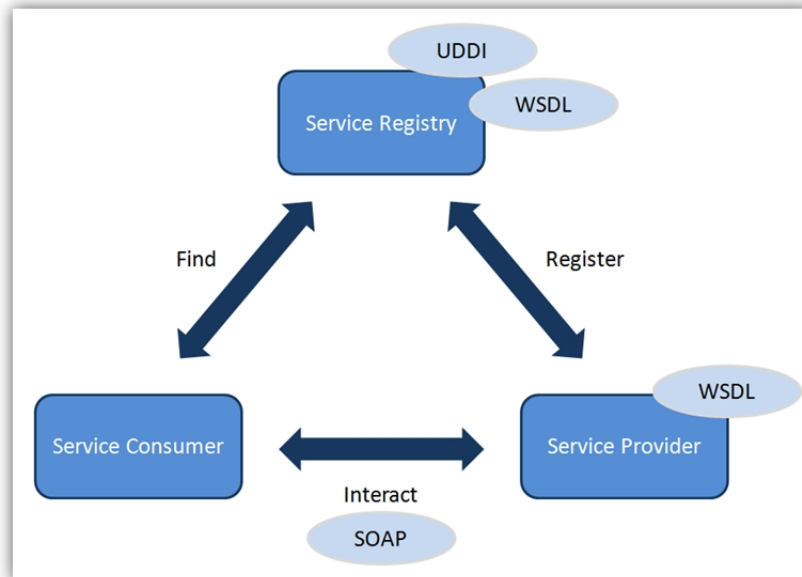 UDDI
WSDL
Service Registry
Find
Register
WSDL
Service Consumer
Service Provider
Interact
SOAP